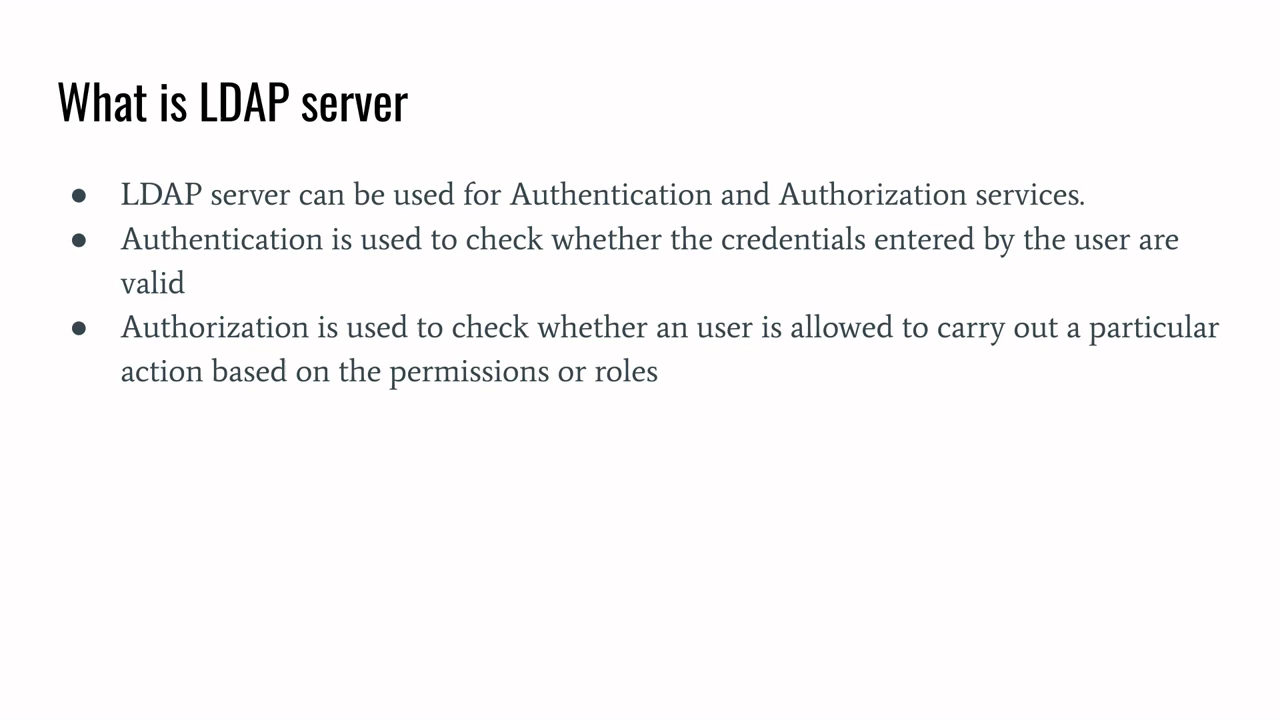 What is LDAP server
● LDAP server can be used for Authentication and Authorization services.
● Authentication is used to check whether the credentials entered by the user are
valid
● Authorization is used to check whether an user is allowed to carry out a particular
action based on the permissions or roles